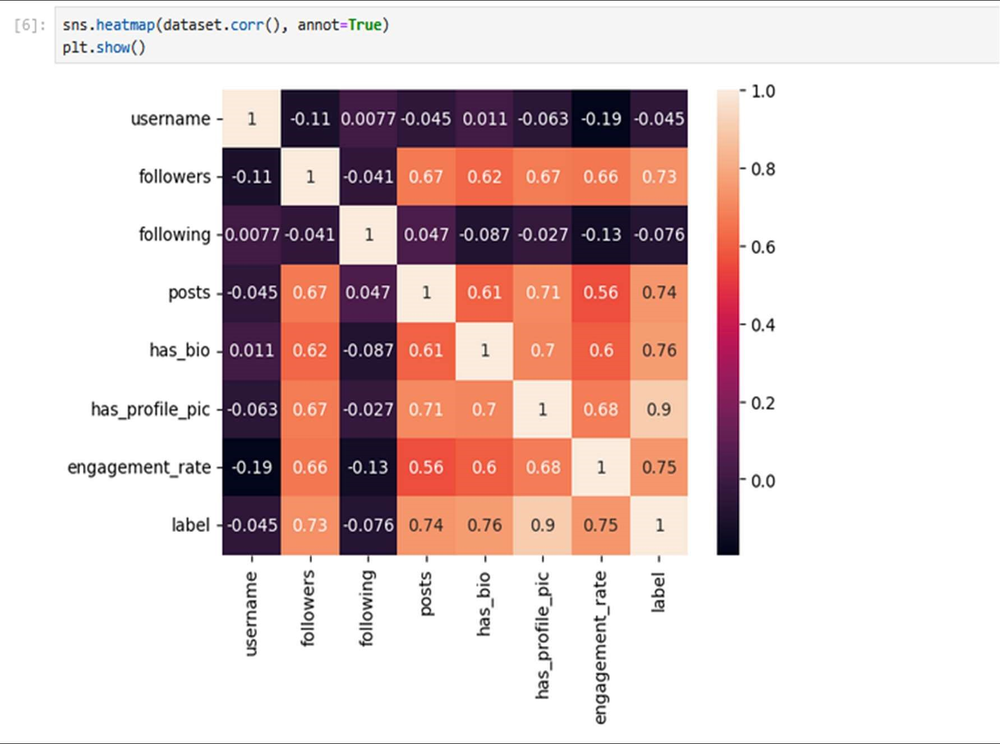 [6]: sns.heatmap(dataset.corr(), annot=True)
plt.show()
1.0
username 1 -0.11 0.0077 -0.045 0.011 -0.063 -0.19 -0.045
0.8
followers -0.11 1 -0.041 0.67 0.62 0.67 0.66 0.73
following 0.0077 -0.041 1 0.047 -0.087 -0.027 -0.13 -0.076
0.6
posts -0.045 0.67 0.047 1 0.61 0.71 0.56 0.74
0.4
has_bio 0.011 0.62 -0.087 0.61 1 0.7 0.6 0.76
has_profile_pic -0.063 0.67 -0.027 0.71 0.7 1 0.68 0.9
0.2
engagement_rate -0.19 0.66 -0.13 0.56 0.6 0.68 1 0.75
0.0
label -0.045 0.73 -0.076 0.74 0.76 0.9 0.75 1
username
followers
following
posts
has_bio
has_profile_pic
engagement_rate
label